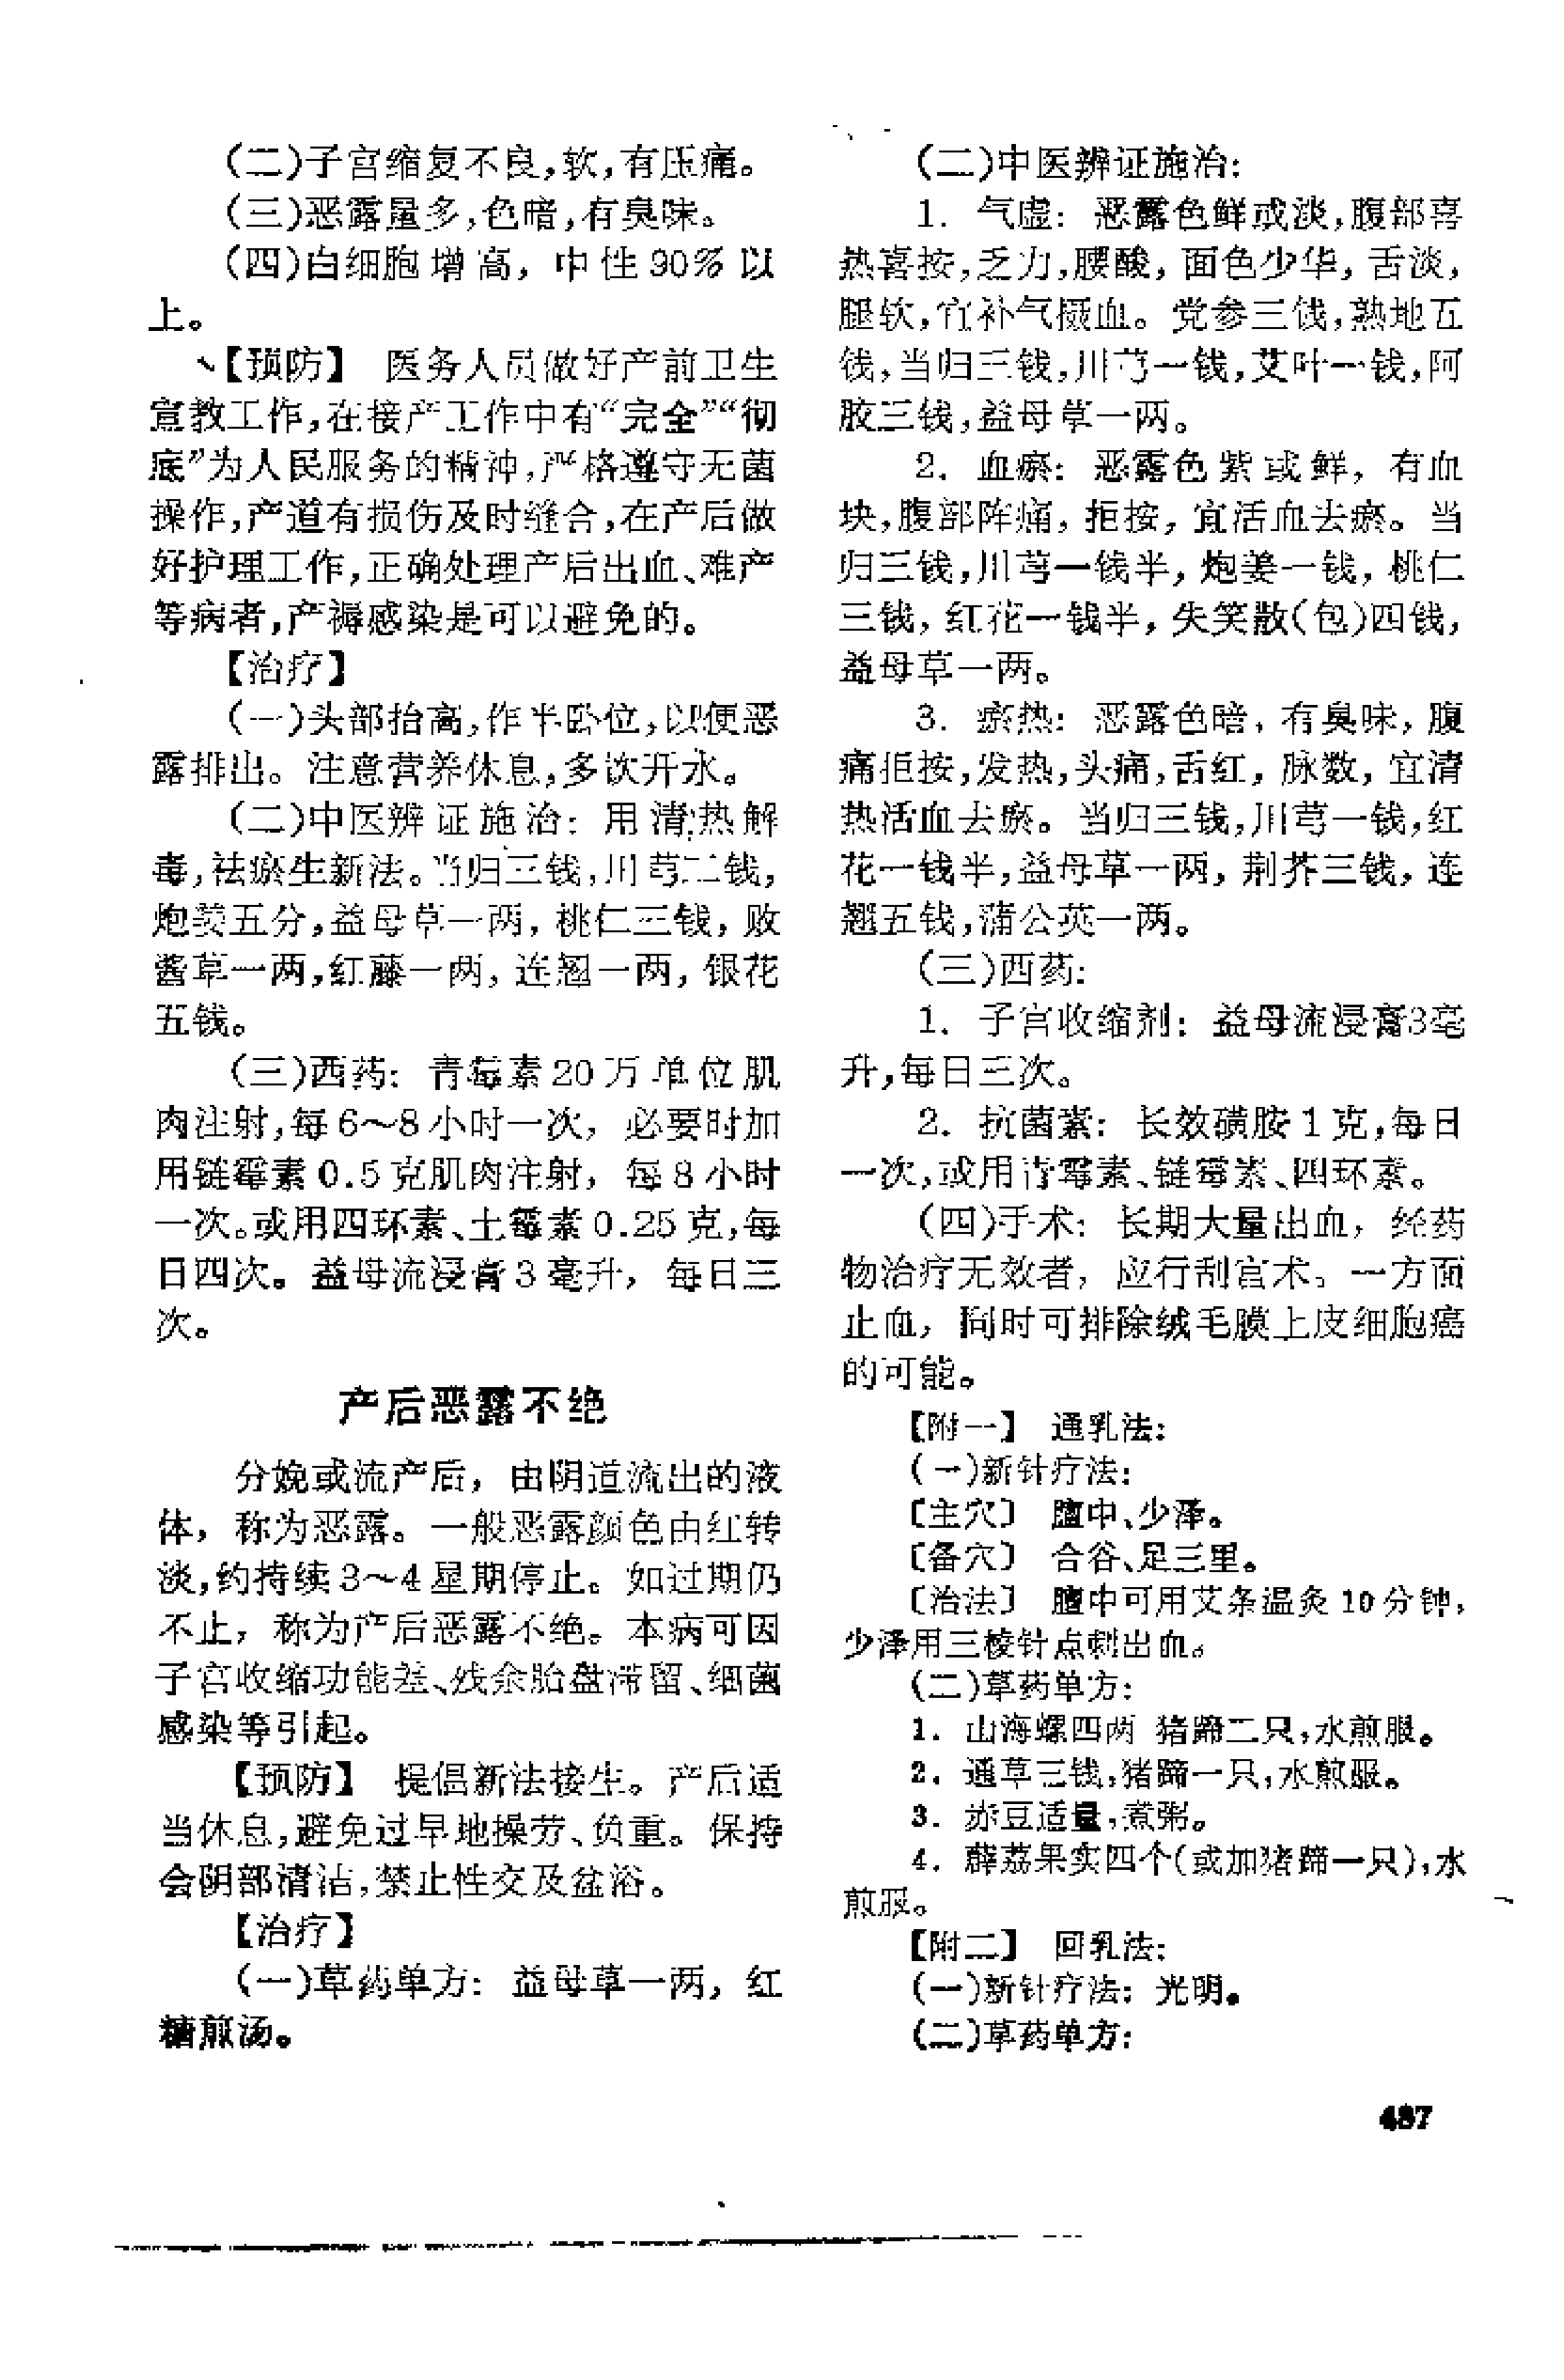 (二)子宫缩复不良,软,有压痛。
(三)恶露量多,色暗,有臭味。
(四)白细胞增高，中性90％以
上。
【预防】 医务人员做好产前卫生
宣教工作,在接产工作中有“完全”“彻
底”为人民服务的精神,严格遵守无菌
操作,产道有损伤及时缝合,在产后做
好护理工作,正确处理产后出血、难产
等病者,产褥感染是可以避免的。
【治疗】
(一)头部抬高,作半卧位,以便恶
露排出。注意营养休息,多饮开水。
(二)中医辨证施治：用清热解
毒,祛瘀生新法。当归三钱,川芎二钱,
炮姜五分,益母草一两，桃仁三钱，败
酱草一两,红藤一两，连翘一两，银花
五钱。
(三)西药：青霉素20万单位肌
肉注射,每6～8小时一次，必要时加
用链霉素0.5克肌肉注射，每8小时
一次。或用四环素、土霉素0.25克,每
日四次。益母流浸膏3毫升，每日三
次。
产后恶露不绝
分娩或流产后，由阴道流出的液
体，称为恶露。一般恶露颜色由红转
淡,约持续3～4星期停止。如过期仍
不止，称为产后恶露不绝。本病可因
子宫收缩功能差、残余胎盘滞留、细菌
感染等引起。
【预防】 提倡新法接生。产后适
当休息,避免过早地操劳、负重。保持
会阴部清洁,禁止性交及盆浴。
【治疗】
(一)草药单方：益母草一两，红
糖煎汤。
(二)中医辨证施治：
1. 气虚：恶露色鲜或淡,腹部喜
热喜按,乏力,腰酸，面色少华，舌淡，
腿软,宜补气摄血。党参三钱,熟地五
钱,当归三钱,川芎一钱,艾叶一钱,阿
胶三钱,益母草一两。
2. 血瘀：恶露色紫或鲜，有血
块,腹部阵痛，拒按，宜活血去瘀。当
归三钱,川芎一钱半，炮姜一钱，桃仁
三钱，红花一钱半，失笑散(包)四钱，
益母草一两。
3. 瘀热：恶露色暗，有臭味，腹
痛拒按,发热,头痛,舌红，脉数，宜清
热活血去瘀。当归三钱,川芎一钱,红
花一钱半,益母草一两，荆芥三钱，连
翘五钱,蒲公英一两。
(三)西药：
1. 子宫收缩剂：益母流浸膏3毫
升,每日三次。
2. 抗菌素：长效磺胺1克,每日
一次,或用青霉素、链霉素、四环素。
(四)手术：长期大量出血，经药
物治疗无效者，应行刮宫术。一方面
止血，同时可排除绒毛膜上皮细胞癌
的可能。
【附一】 通乳法：
(一)新针疗法：
〔主穴〕 膻中、少泽。
〔备穴〕 合谷、足三里。
〔治法〕 膻中可用艾条温灸10分钟，
少泽用三棱针点刺出血。
(二)草药单方：
1. 山海螺四两 猪蹄二只,水煎服。
2. 通草三钱,猪蹄一只,水煎服。
3. 赤豆适量,煮粥。
4. 薜荔果实四个(或加猪蹄一只),水
煎服。
【附二】 回乳法：
(一)新针疗法：光明。
(二)草药单方：
487